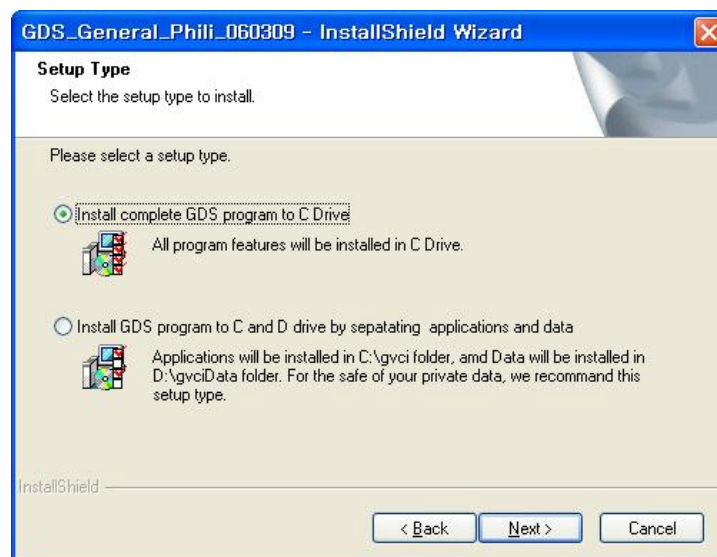 GDS_General_Phili_060309 - InstallShield Wizard
Setup Type
Select the setup type to install.
Please select a setup type.
Install complete GDS program to C Drive
All program features will be installed in C Drive.
Install GDS program to C and D drive by sepatating applications and data
Applications will be installed in C:\gvci folder, amd Data will be installed in
D:\gvciData folder. For the safe of your private data, we recommand this
setup type.
InstallShield
< Back
Next >
Cancel